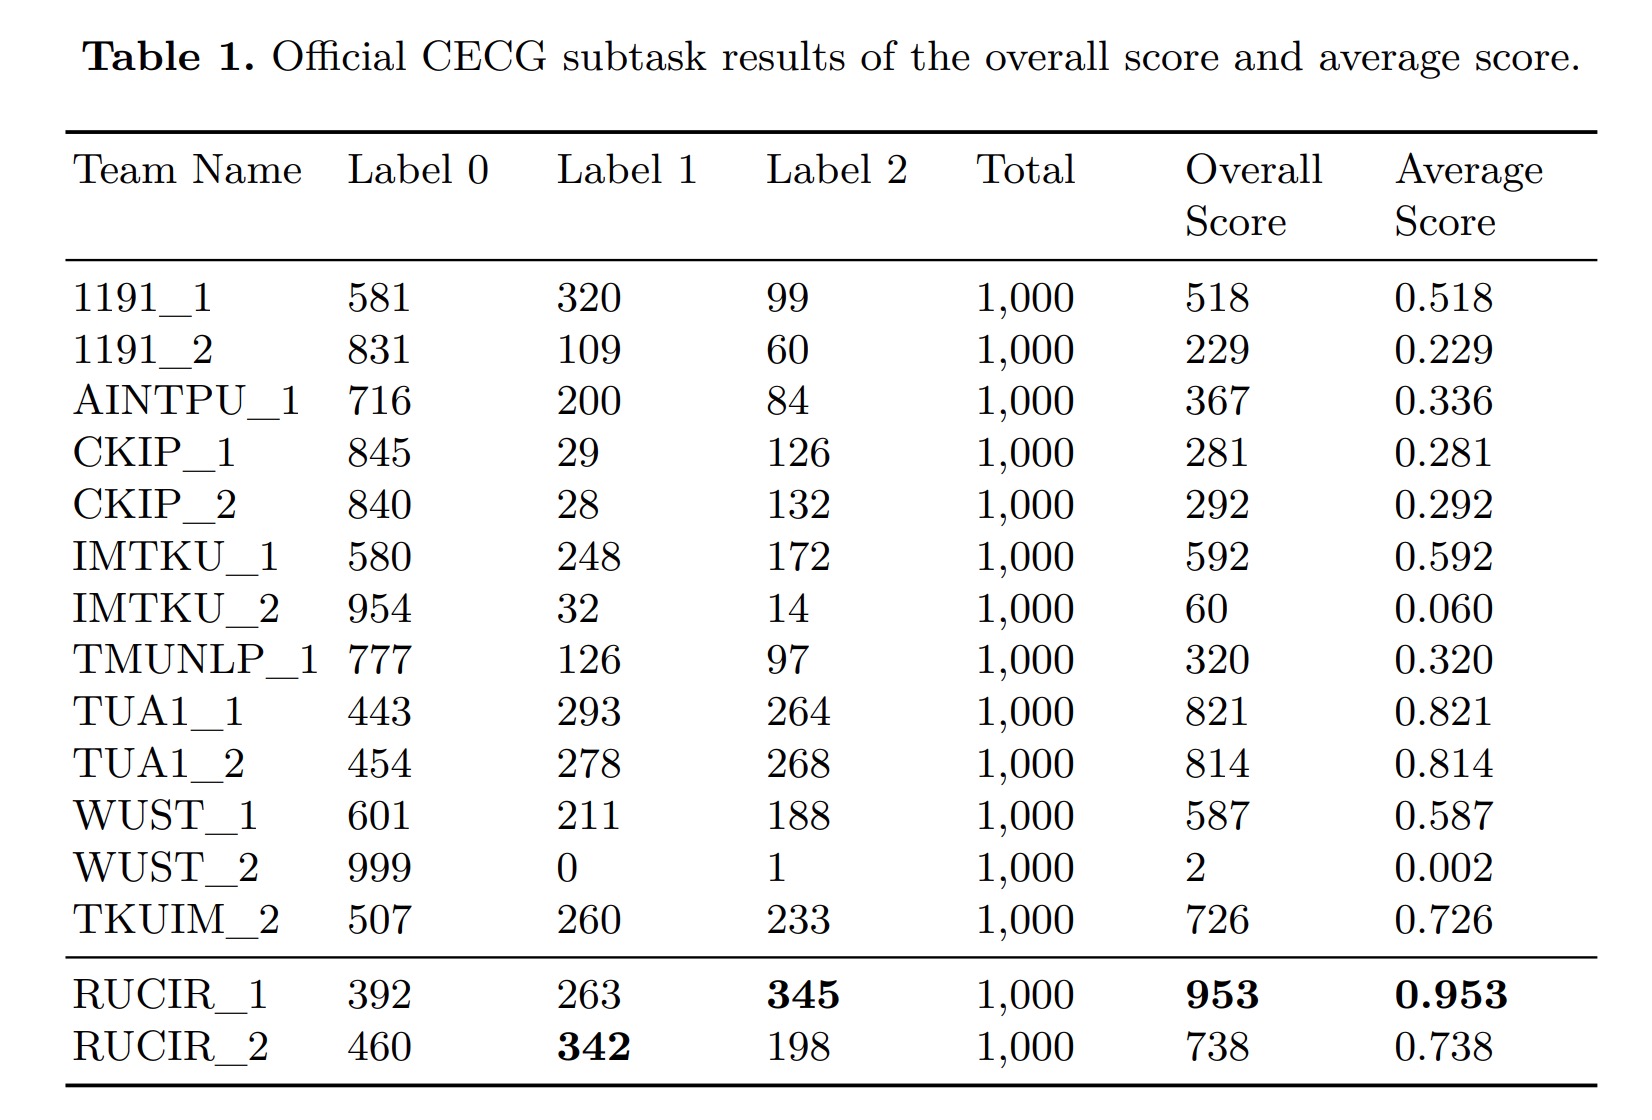 Table 1. Official CECG subtask results of the overall score and average score.
Team Name Label 0 Label 1 Label 2 Total Overall Score Average Score
1191_1 581 320 99 1,000 518 0.518
1191_2 831 109 60 1,000 229 0.229
AINTPU_1 716 200 84 1,000 367 0.336
CKIP_1 845 29 126 1,000 281 0.281
CKIP_2 840 28 132 1,000 292 0.292
IMTKU_1 580 248 172 1,000 592 0.592
IMTKU_2 954 32 14 1,000 60 0.060
TMUNLP_1 777 126 97 1,000 320 0.320
TUA1_1 443 293 264 1,000 821 0.821
TUA1_2 454 278 268 1,000 814 0.814
WUST_1 601 211 188 1,000 587 0.587
WUST_2 999 0 1 1,000 2 0.002
TKUIM_2 507 260 233 1,000 726 0.726
RUCIR_1 392 263 345 1,000 953 0.953
RUCIR_2 460 342 198 1,000 738 0.738